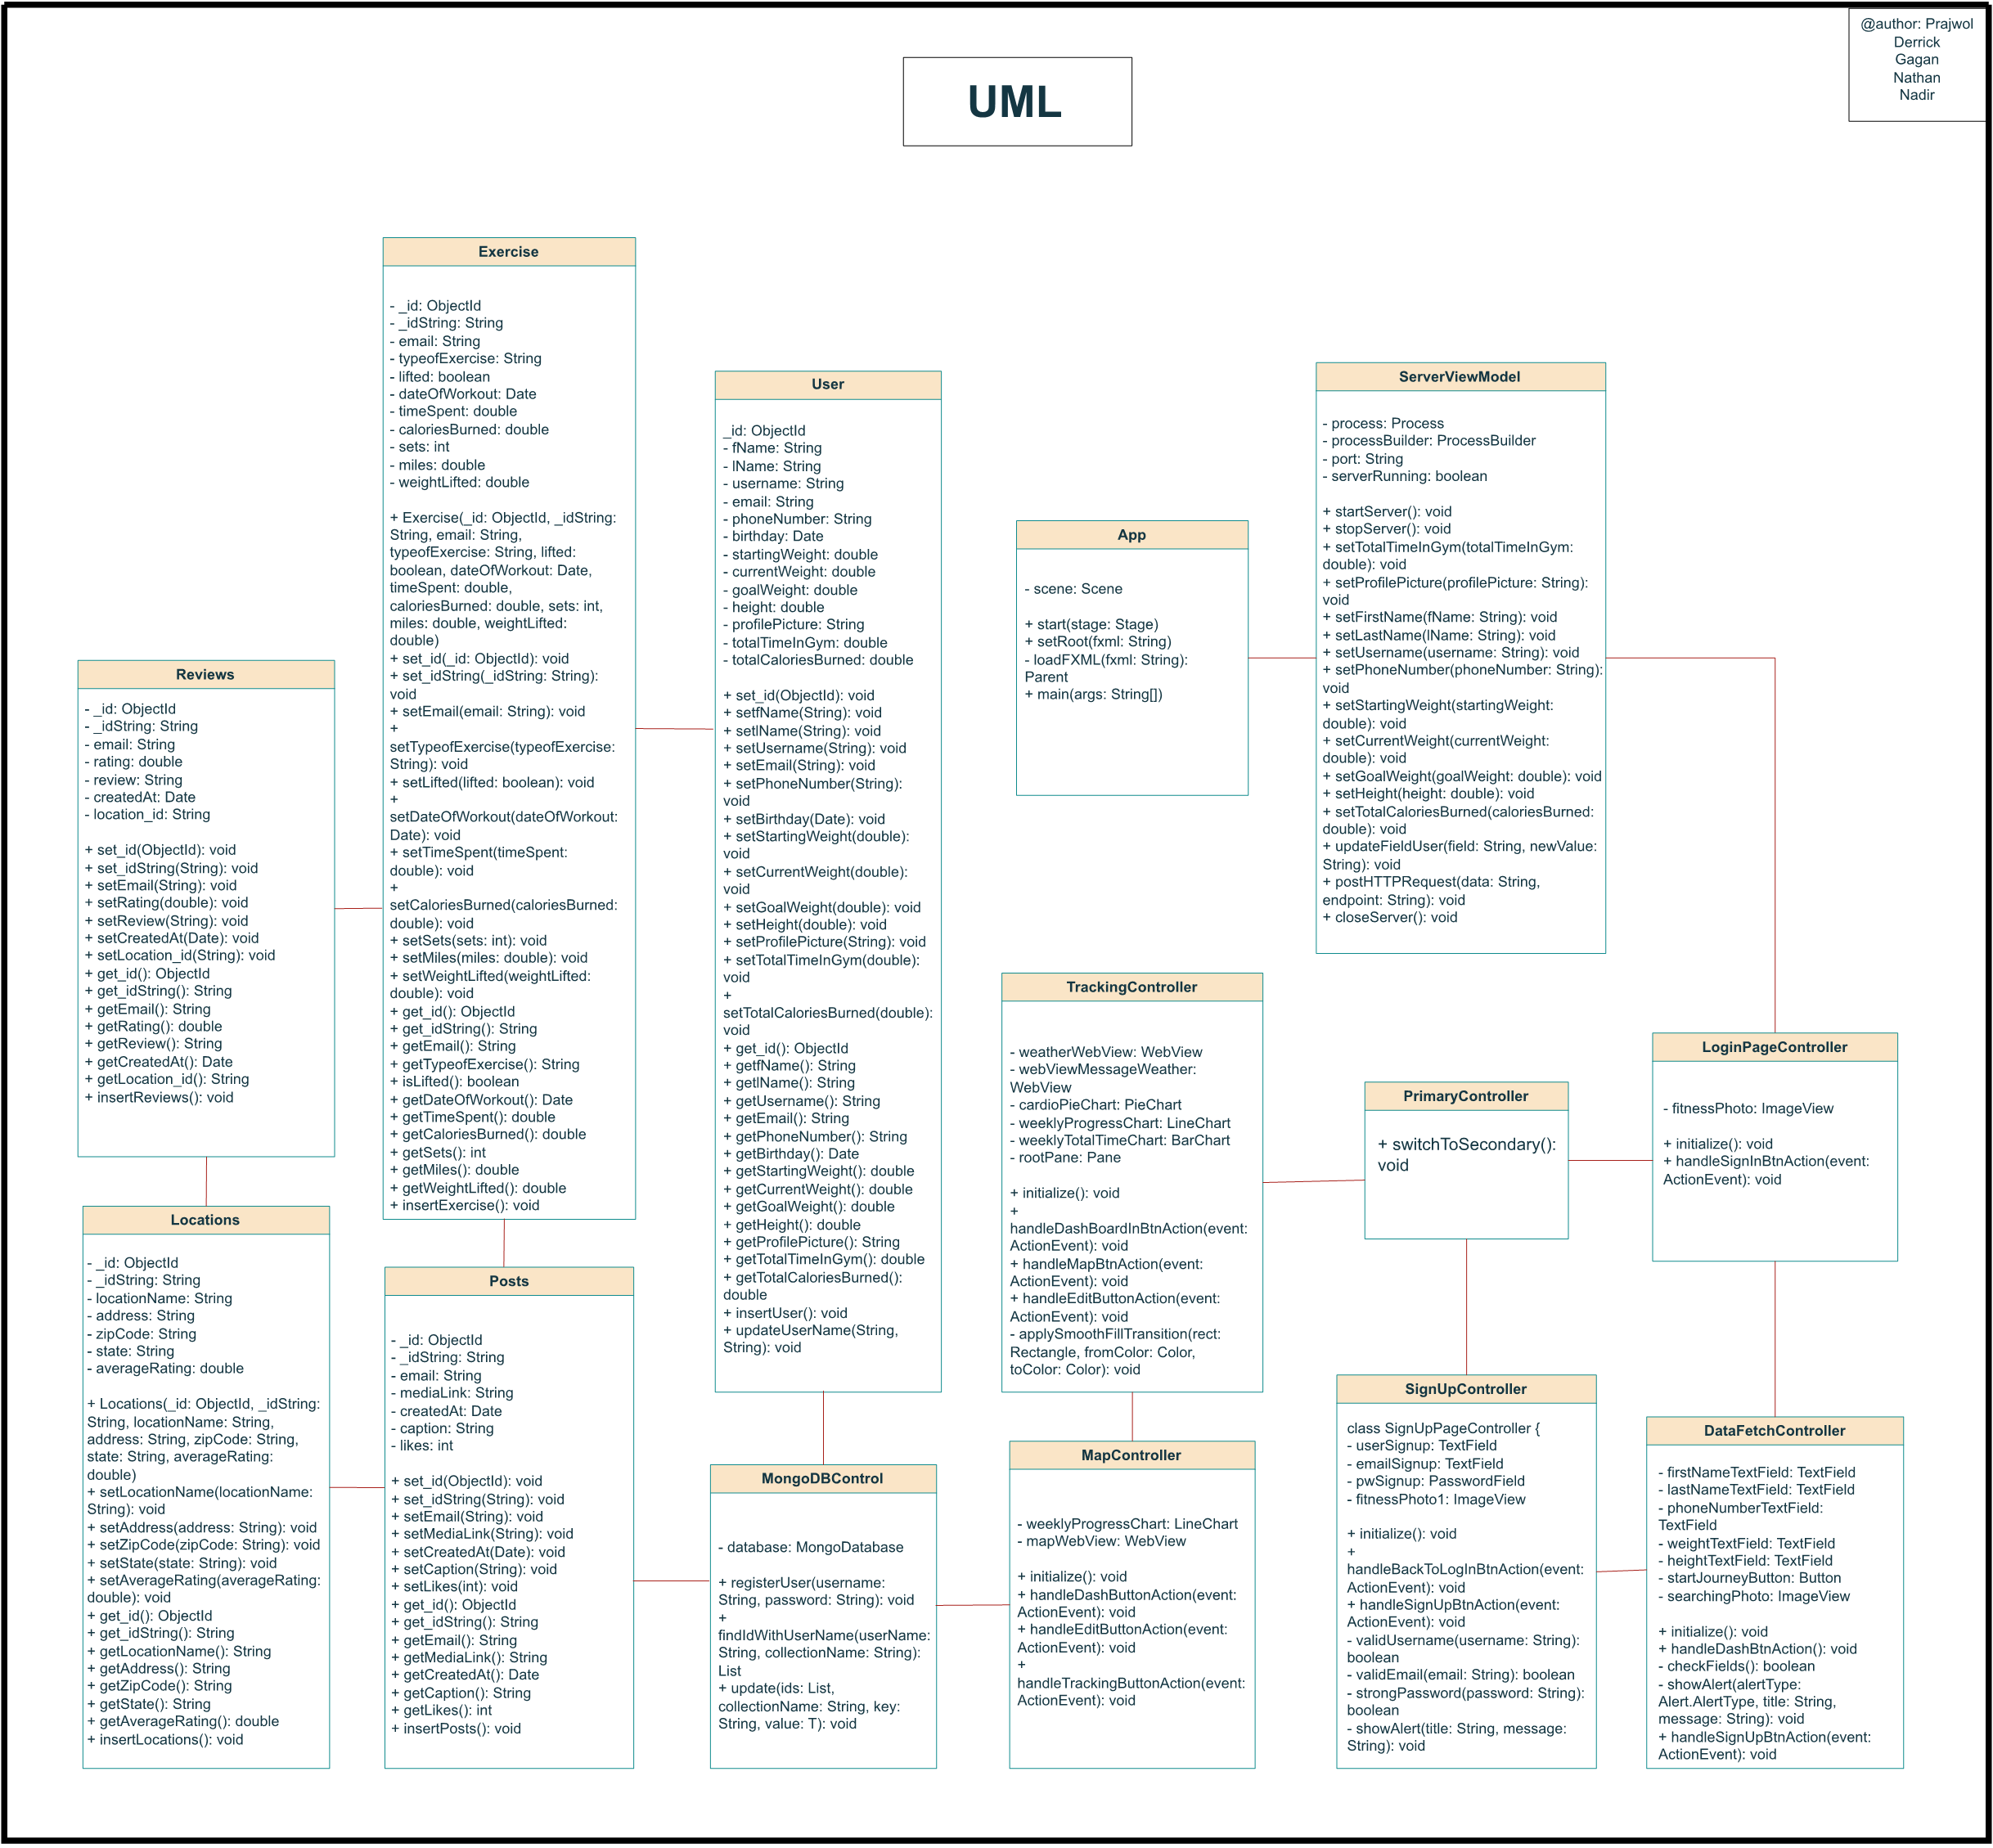 @author: Prajwol
Derrick
Gagan
Nathan
Nadir
UML
Exercise
- _id: ObjectId
- _idString: String
- email: String
- typeofExercise: String
- lifted: boolean
- dateOfWorkout: Date
- timeSpent: double
- caloriesBurned: double
- sets: int
- miles: double
- weightLifted: double
+ Exercise(_id: ObjectId, _idString:
String, email: String,
typeofExercise: String, lifted:
boolean, dateOfWorkout: Date,
timeSpent: double,
caloriesBurned: double, sets: int,
miles: double, weightLifted:
double)
+ set_id(_id: ObjectId): void
+ set_idString(_idString: String):
void
+ setEmail(email: String): void
+
setTypeofExercise(typeofExercise:
String): void
+ setLifted(lifted: boolean): void
+
setDateOfWorkout(dateOfWorkout:
Date): void
+ setTimeSpent(timeSpent:
double): void
+
setCaloriesBurned(caloriesBurned:
double): void
+ setSets(sets: int): void
+ setMiles(miles: double): void
+ setWeightLifted(weightLifted:
double): void
+ get_id(): ObjectId
+ get_idString(): String
+ getEmail(): String
+ getTypeofExercise(): String
+ isLifted(): boolean
+ getDateOfWorkout(): Date
+ getTimeSpent(): double
+ getCaloriesBurned(): double
+ getSets(): int
+ getMiles(): double
+ getWeightLifted(): double
+ insertExercise(): void
User
_id: ObjectId
- fName: String
- lName: String
- username: String
- email: String
- phoneNumber: String
- birthday: Date
- startingWeight: double
- currentWeight: double
- goalWeight: double
- height: double
- profilePicture: String
- totalTimeInGym: double
- totalCaloriesBurned: double
+ set_id(ObjectId): void
+ setfName(String): void
+ setlName(String): void
+ setUsername(String): void
+ setEmail(String): void
+ setPhoneNumber(String):
void
+ setBirthday(Date): void
+ setStartingWeight(double):
void
+ setCurrentWeight(double):
void
+ setGoalWeight(double): void
+ setHeight(double): void
+ setProfilePicture(String): void
+ setTotalTimeInGym(double):
void
+
setTotalCaloriesBurned(double):
void
+ get_id(): ObjectId
+ getfName(): String
+ getlName(): String
+ getUsername(): String
+ getEmail(): String
+ getPhoneNumber(): String
+ getBirthday(): Date
+ getStartingWeight(): double
+ getCurrentWeight(): double
+ getGoalWeight(): double
+ getHeight(): double
+ getProfilePicture(): String
+ getTotalTimeInGym(): double
+ getTotalCaloriesBurned():
double
+ insertUser(): void
+ updateUserName(String,
String): void
App
- scene: Scene
+ start(stage: Stage)
+ setRoot(fxml: String)
- loadFXML(fxml: String):
Parent
+ main(args: String[])
ServerViewModel
- process: Process
- processBuilder: ProcessBuilder
- port: String
- serverRunning: boolean
+ startServer(): void
+ stopServer(): void
+ setTotalTimeInGym(totalTimeInGym:
double): void
+ setProfilePicture(profilePicture: String):
void
+ setFirstName(fName: String): void
+ setLastName(lName: String): void
+ setUsername(username: String): void
+ setPhoneNumber(phoneNumber: String):
void
+ setStartingWeight(startingWeight:
double): void
+ setCurrentWeight(currentWeight:
double): void
+ setGoalWeight(goalWeight: double): void
+ setHeight(height: double): void
+ setTotalCaloriesBurned(caloriesBurned:
double): void
+ updateFieldUser(field: String, newValue:
String): void
+ postHTTPRequest(data: String,
endpoint: String): void
+ closeServer(): void
Reviews
- _id: ObjectId
- _idString: String
- email: String
- rating: double
- review: String
- createdAt: Date
- location_id: String
+ set_id(ObjectId): void
+ set_idString(String): void
+ setEmail(String): void
+ setRating(double): void
+ setReview(String): void
+ setCreatedAt(Date): void
+ setLocation_id(String): void
+ get_id(): ObjectId
+ get_idString(): String
+ getEmail(): String
+ getRating(): double
+ getReview(): String
+ getCreatedAt(): Date
+ getLocation_id(): String
+ insertReviews(): void
TrackingController
- weatherWebView: WebView
- webViewMessageWeather:
WebView
- cardioPieChart: PieChart
- weeklyProgressChart: LineChart
- weeklyTotalTimeChart: BarChart
- rootPane: Pane
+ initialize(): void
+
handleDashBoardInBtnAction(event:
ActionEvent): void
+ handleMapBtnAction(event:
ActionEvent): void
+ handleEditButtonAction(event:
ActionEvent): void
- applySmoothFillTransition(rect:
Rectangle, fromColor: Color,
toColor: Color): void
PrimaryController
+ switchToSecondary():
void
LoginPageController
- fitnessPhoto: ImageView
+ initialize(): void
+ handleSignInBtnAction(event:
ActionEvent): void
Locations
- _id: ObjectId
- _idString: String
- locationName: String
- address: String
- zipCode: String
- state: String
- averageRating: double
+ Locations(_id: ObjectId, _idString:
String, locationName: String,
address: String, zipCode: String,
state: String, averageRating:
double)
+ setLocationName(locationName:
String): void
+ setAddress(address: String): void
+ setZipCode(zipCode: String): void
+ setState(state: String): void
+ setAverageRating(averageRating:
double): void
+ get_id(): ObjectId
+ get_idString(): String
+ getLocationName(): String
+ getAddress(): String
+ getZipCode(): String
+ getState(): String
+ getAverageRating(): double
+ insertLocations(): void
Posts
- _id: ObjectId
- _idString: String
- email: String
- mediaLink: String
- createdAt: Date
- caption: String
- likes: int
+ set_id(ObjectId): void
+ set_idString(String): void
+ setEmail(String): void
+ setMediaLink(String): void
+ setCreatedAt(Date): void
+ setCaption(String): void
+ setLikes(int): void
+ get_id(): ObjectId
+ get_idString(): String
+ getEmail(): String
+ getMediaLink(): String
+ getCreatedAt(): Date
+ getCaption(): String
+ getLikes(): int
+ insertPosts(): void
MongoDBControl
- database: MongoDatabase
+ registerUser(username:
String, password: String): void
+
findIdWithUserName(userName:
String, collectionName: String):
List
+ update(ids: List,
collectionName: String, key:
String, value: T): void
MapController
- weeklyProgressChart: LineChart
- mapWebView: WebView
+ initialize(): void
+ handleDashButtonAction(event:
ActionEvent): void
+ handleEditButtonAction(event:
ActionEvent): void
+
handleTrackingButtonAction(event:
ActionEvent): void
SignUpController
class SignUpPageController {
- userSignup: TextField
- emailSignup: TextField
- pwSignup: PasswordField
- fitnessPhoto1: ImageView
+ initialize(): void
+
handleBackToLogInBtnAction(event:
ActionEvent): void
+ handleSignUpBtnAction(event:
ActionEvent): void
- validUsername(username: String):
boolean
- validEmail(email: String): boolean
- strongPassword(password: String):
boolean
- showAlert(title: String, message:
String): void
DataFetchController
- firstNameTextField: TextField
- lastNameTextField: TextField
- phoneNumberTextField:
TextField
- weightTextField: TextField
- heightTextField: TextField
- startJourneyButton: Button
- searchingPhoto: ImageView
+ initialize(): void
+ handleDashBtnAction(): void
- checkFields(): boolean
- showAlert(alertType:
Alert.AlertType, title: String,
message: String): void
+ handleSignUpBtnAction(event:
ActionEvent): void